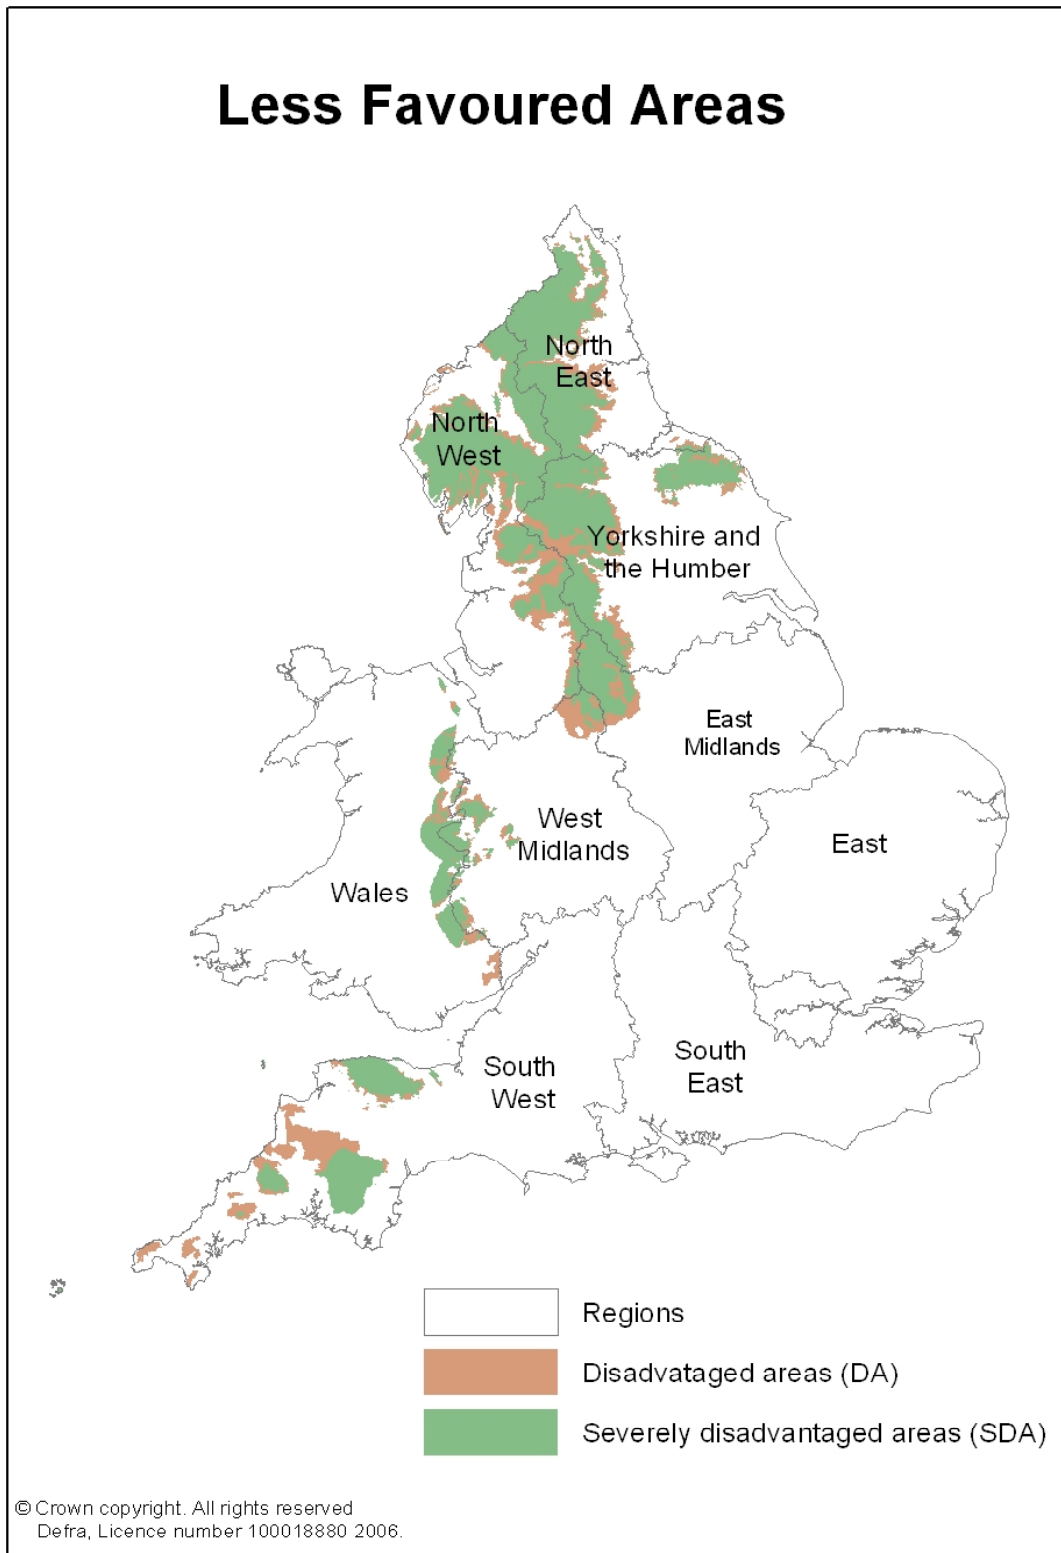 Less Favoured Areas
North
East
North
West
Yorkshire and
the Humber
East
Midlands
West
Midlands
East
Wales
South
West
South
East
Regions
Disadvataged areas (DA)
Severely disadvantaged areas (SDA)
© Crown copyright. All rights reserved
Defra, Licence number 100018880 2006.